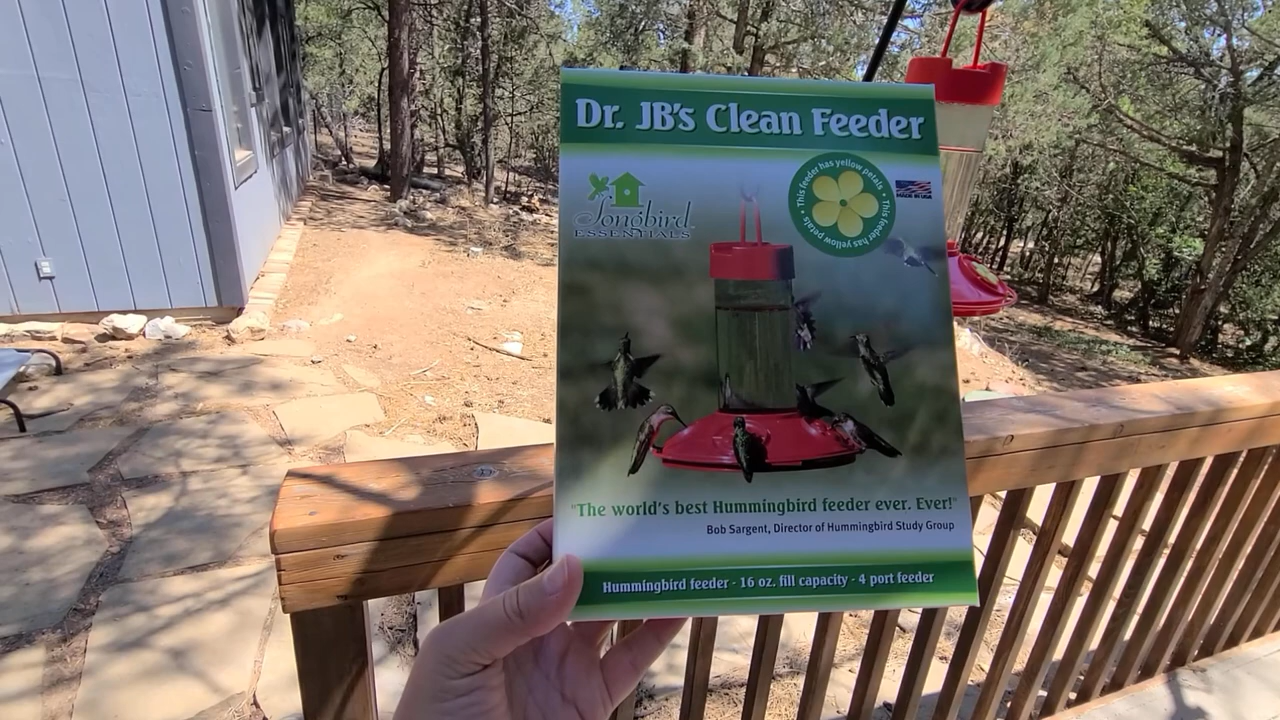 Dr. JB's Clean Feeder
Songbird
ESSENTIALS
This feeder has yellow petals • This feeder has yellow petals •
MADE IN USA
"The world's best Hummingbird feeder ever. Ever!"
Bob Sargent, Director of Hummingbird Study Group
Hummingbird feeder - 16 oz. fill capacity - 4 port feeder